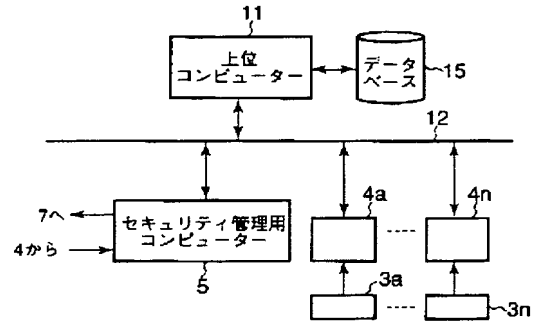 11
上位
コンピューター
データ
ベース
15
12
7へ
セキュリティ管理用
コンピューター
4から
5
4a
4n
3a
3n